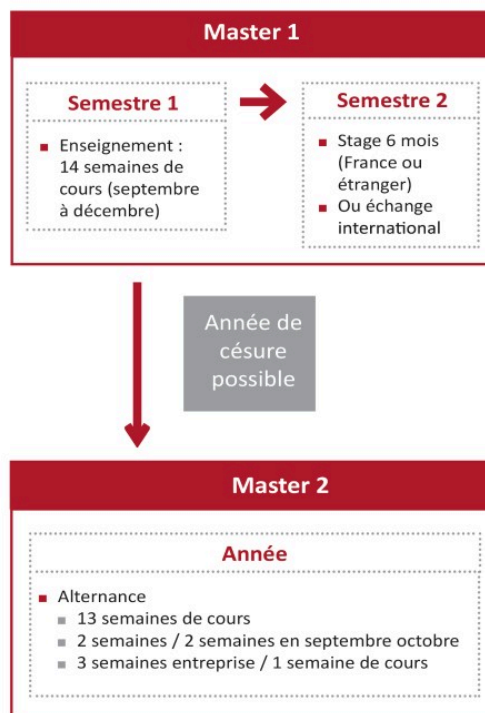 Master 1
Semestre 1
Enseignement :
14 semaines de
cours (septembre
à décembre)
Semestre 2
Stage 6 mois
(France ou
étranger)
Ou échange
international
Année de
césure
possible
Master 2
Année
Alternance
13 semaines de cours
2 semaines / 2 semaines en septembre octobre
3 semaines entreprise / 1 semaine de cours